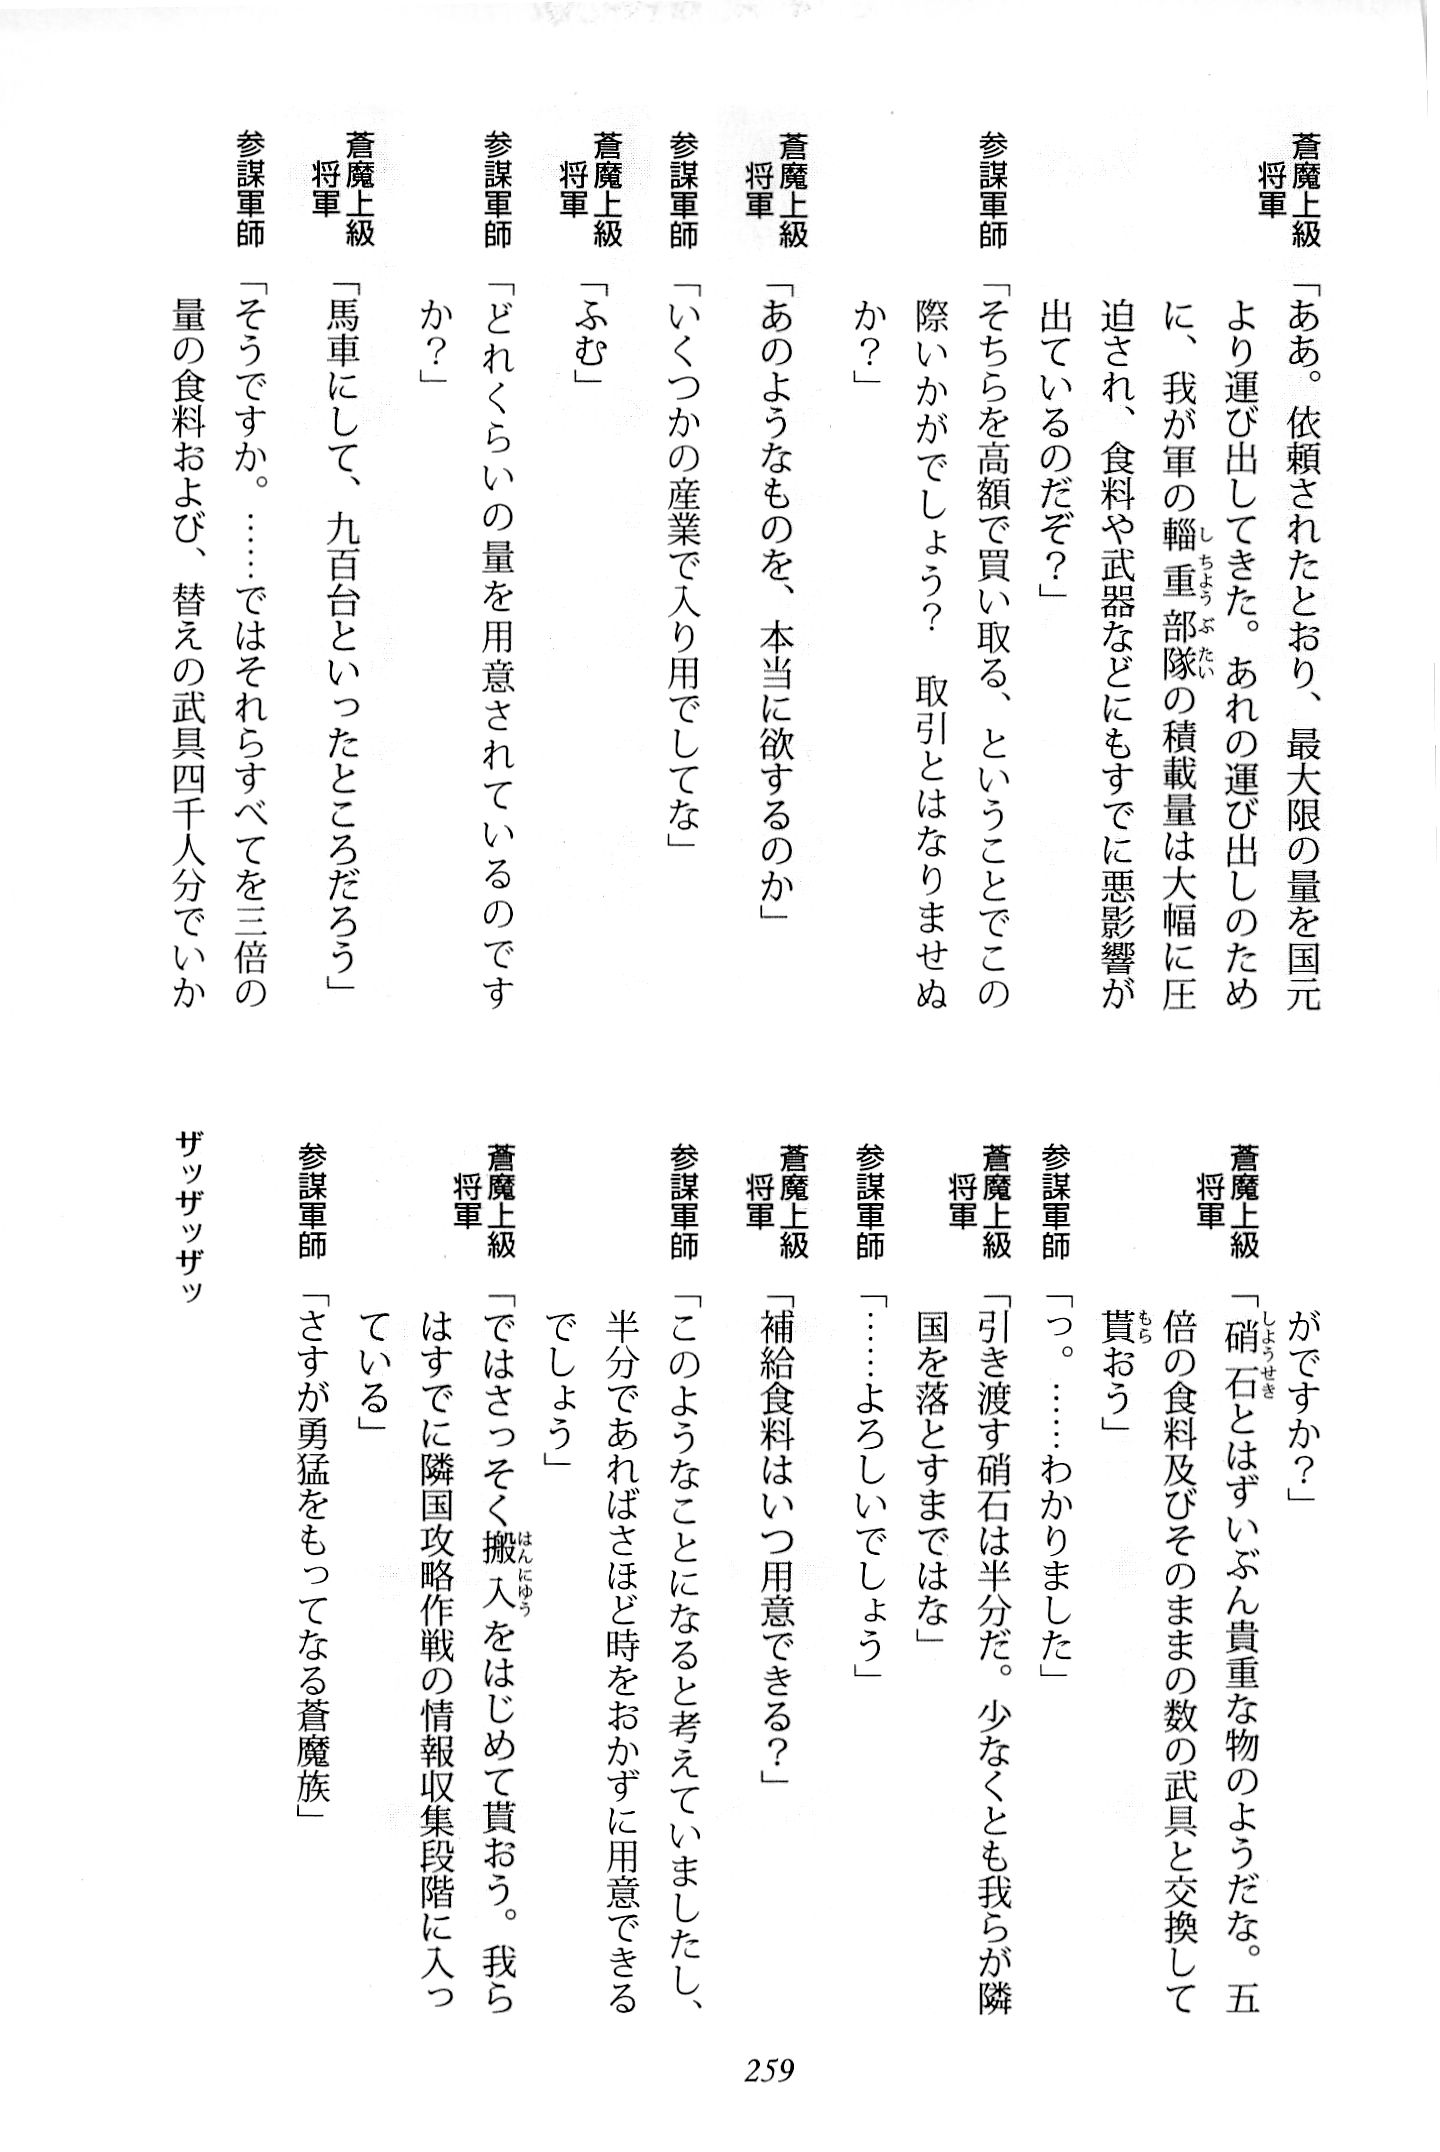 蒼魔上級
将軍
「ああ。依頼されたとおり、最大限の量を国元
より運び出してきた。あれの運び出しのため
に、我が軍の輜重部隊の積載量は大幅に圧
迫され、食料や武器などにもすでに悪影響が
出ているのだぞ？」
参謀軍師
「そちらを高額で買い取る、ということでこの
際いかがでしょう？　取引とはなりませぬ
か？」
蒼魔上級
将軍
「あのようなものを、本当に欲するのか」
参謀軍師
「いくつかの産業で入り用でしてな」
蒼魔上級
将軍
「ふむ」
参謀軍師
「どれくらいの量を用意されているのです
か？」
蒼魔上級
将軍
「馬車にして、九百台といったところだろう」
参謀軍師
「そうですか。……ではそれらすべてを三倍の
量の食料および、替えの武具四千人分でいか
がですか？」
蒼魔上級
将軍
「硝石とはずいぶん貴重な物のようだな。五
倍の食料及びそのままの数の武具と交換して
貰おう」
参謀軍師
「っ。……わかりました」
蒼魔上級
将軍
「引き渡す硝石は半分だ。少なくとも我らが隣
国を落とすまではな」
参謀軍師
「……よろしいでしょう」
蒼魔上級
将軍
「補給食料はいつ用意できる？」
参謀軍師
「このようなことになると考えていましたし、
半分であればさほど時をおかずに用意できる
でしょう」
蒼魔上級
将軍
「ではさっそく搬入をはじめて貰おう。我ら
はすでに隣国攻略作戦の情報収集段階に入っ
ている」
参謀軍師
「さすが勇猛をもってなる蒼魔族」
ザッザッザッ
259